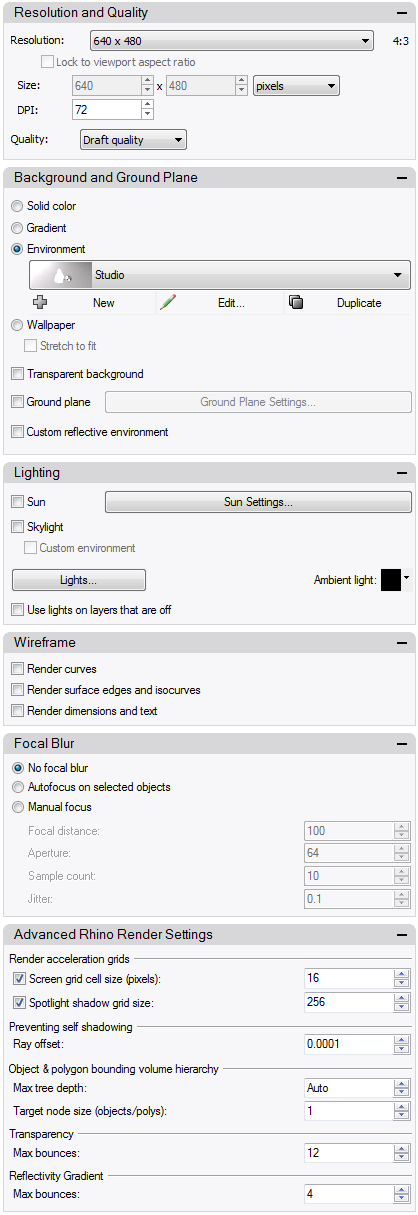 Resolution and Quality
Resolution: 640 x 480 4:3
Lock to viewport aspect ratio
Size: 640 x 480 pixels
DPI: 72
Quality: Draft quality
Background and Ground Plane
Solid color
Gradient
Environment
Studio
New Edit... Duplicate
Wallpaper
Stretch to fit
Transparent background
Ground plane Ground Plane Settings...
Custom reflective environment
Lighting
Sun Sun Settings...
Skylight
Custom environment
Lights... Ambient light:
Use lights on layers that are off
Wireframe
Render curves
Render surface edges and isocurves
Render dimensions and text
Focal Blur
No focal blur
Autofocus on selected objects
Manual focus
Focal distance: 100
Aperture: 64
Sample count: 10
Jitter: 0.1
Advanced Rhino Render Settings
Render acceleration grids
Screen grid cell size (pixels): 16
Spotlight shadow grid size: 256
Preventing self shadowing
Ray offset: 0.0001
Object & polygon bounding volume hierarchy
Max tree depth: Auto
Target node size (objects/polys): 1
Transparency
Max bounces: 12
Reflectivity Gradient
Max bounces: 4